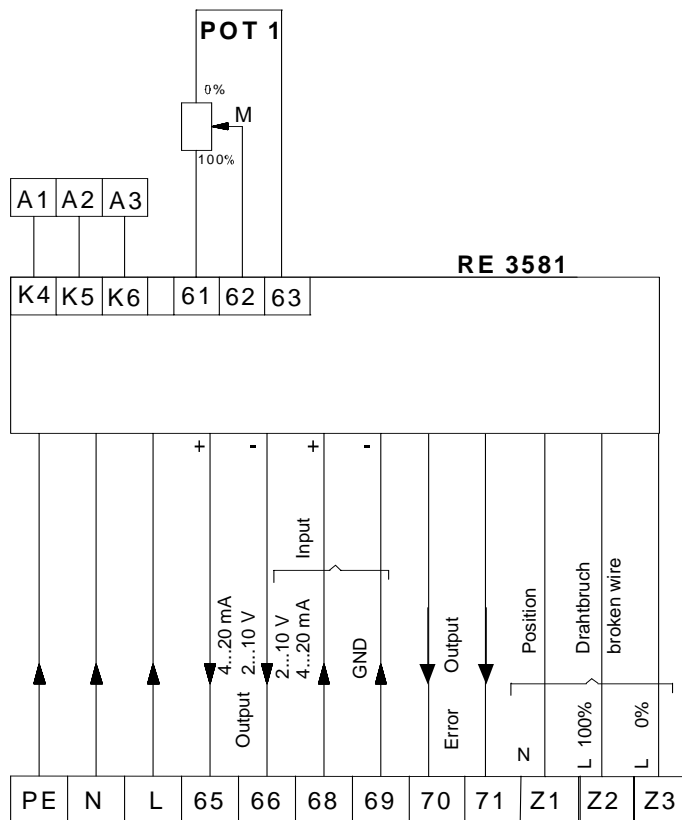 POT 1
0%
M
100%
A1 A2 A3
RE 3581
K4 K5 K6 61 62 63
+ - + -
Input
4...20 mA
2...10 V
Output
2...10 V
4...20 mA
GND
Error Output
Position
Drahtbruch
broken wire
N
L 100%
L 0%
PE N L 65 66 68 69 70 71 Z1 Z2 Z3